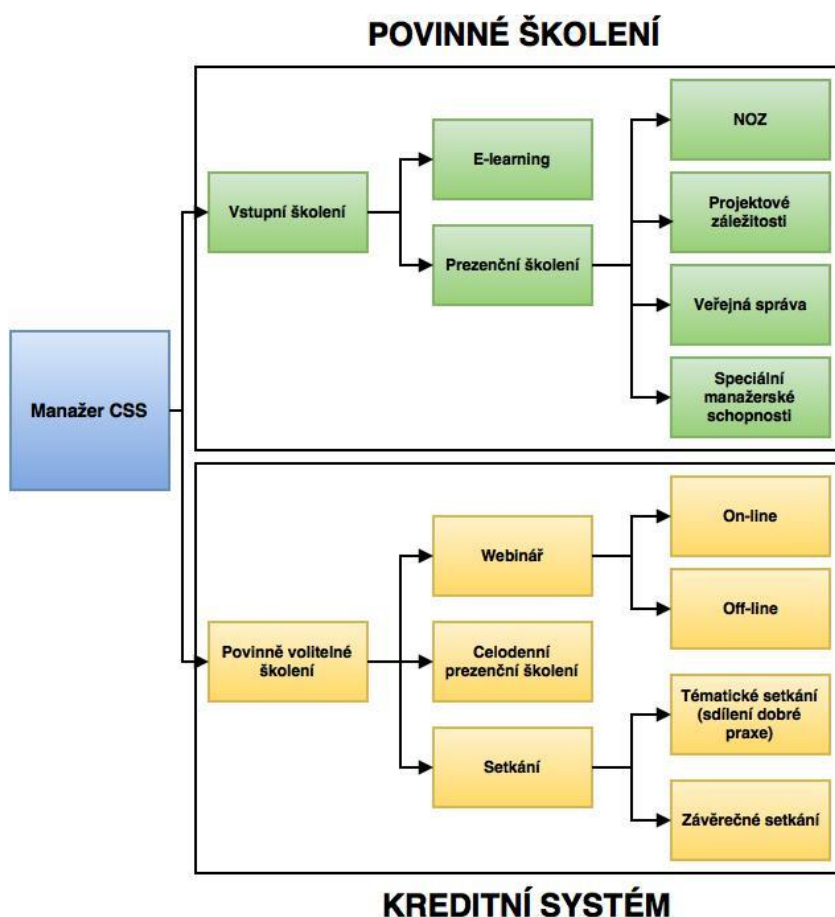 POVINNÉ ŠKOLENÍ
Manažer CSS
Vstupní školení
E-learning
Prezenční školení
NOZ
Projektové
záležitosti
Veřejná správa
Speciální
manažerské
schopnosti
Povinně volitelné
školení
Webinář
Celodenní
prezenční školení
Setkání
On-line
Off-line
Tématické setkání
(sdílení dobré
praxe)
Závěrečné setkání
KREDITNÍ SYSTÉM